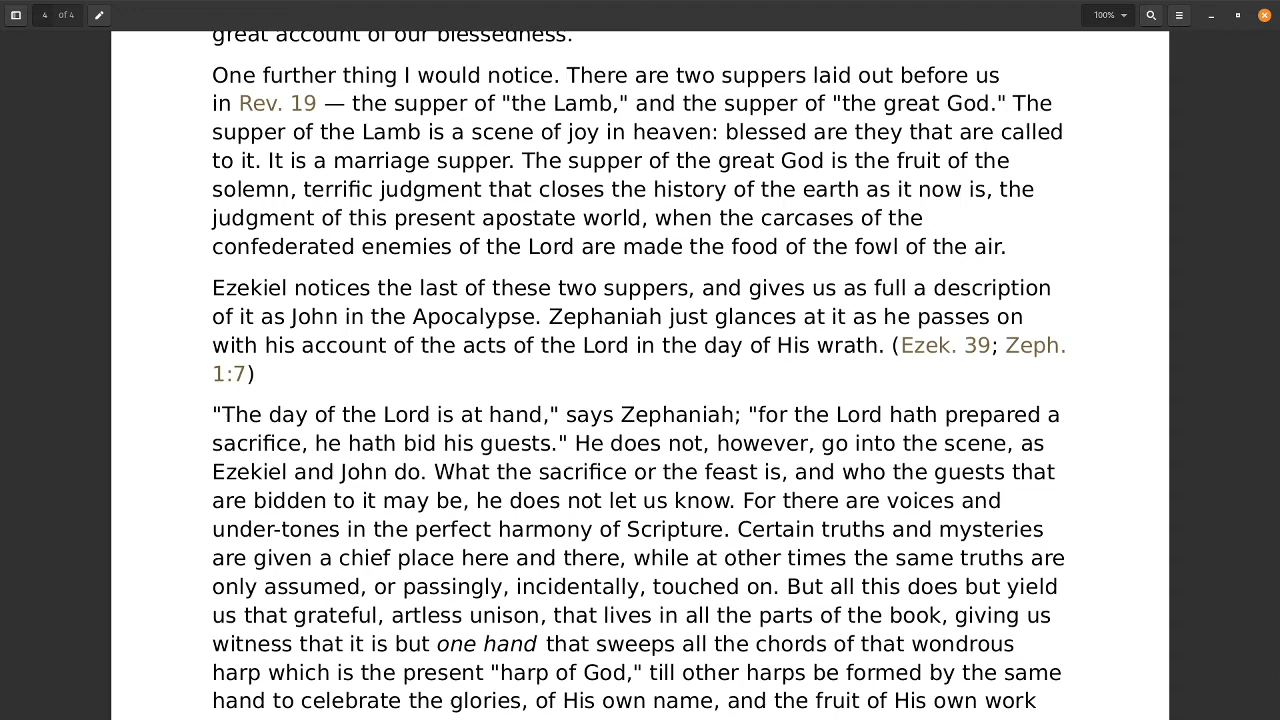 4 of 4
100%
great account of our blessedness.
One further thing I would notice. There are two suppers laid out before us
in Rev. 19 — the supper of "the Lamb," and the supper of "the great God." The
supper of the Lamb is a scene of joy in heaven: blessed are they that are called
to it. It is a marriage supper. The supper of the great God is the fruit of the
solemn, terrific judgment that closes the history of the earth as it now is, the
judgment of this present apostate world, when the carcases of the
confederated enemies of the Lord are made the food of the fowl of the air.
Ezekiel notices the last of these two suppers, and gives us as full a description
of it as John in the Apocalypse. Zephaniah just glances at it as he passes on
with his account of the acts of the Lord in the day of His wrath. (Ezek. 39; Zeph.
1:7)
"The day of the Lord is at hand," says Zephaniah; "for the Lord hath prepared a
sacrifice, he hath bid his guests." He does not, however, go into the scene, as
Ezekiel and John do. What the sacrifice or the feast is, and who the guests that
are bidden to it may be, he does not let us know. For there are voices and
under-tones in the perfect harmony of Scripture. Certain truths and mysteries
are given a chief place here and there, while at other times the same truths are
only assumed, or passingly, incidentally, touched on. But all this does but yield
us that grateful, artless unison, that lives in all the parts of the book, giving us
witness that it is but one hand that sweeps all the chords of that wondrous
harp which is the present "harp of God," till other harps be formed by the same
hand to celebrate the glories, of His own name, and the fruit of His own work